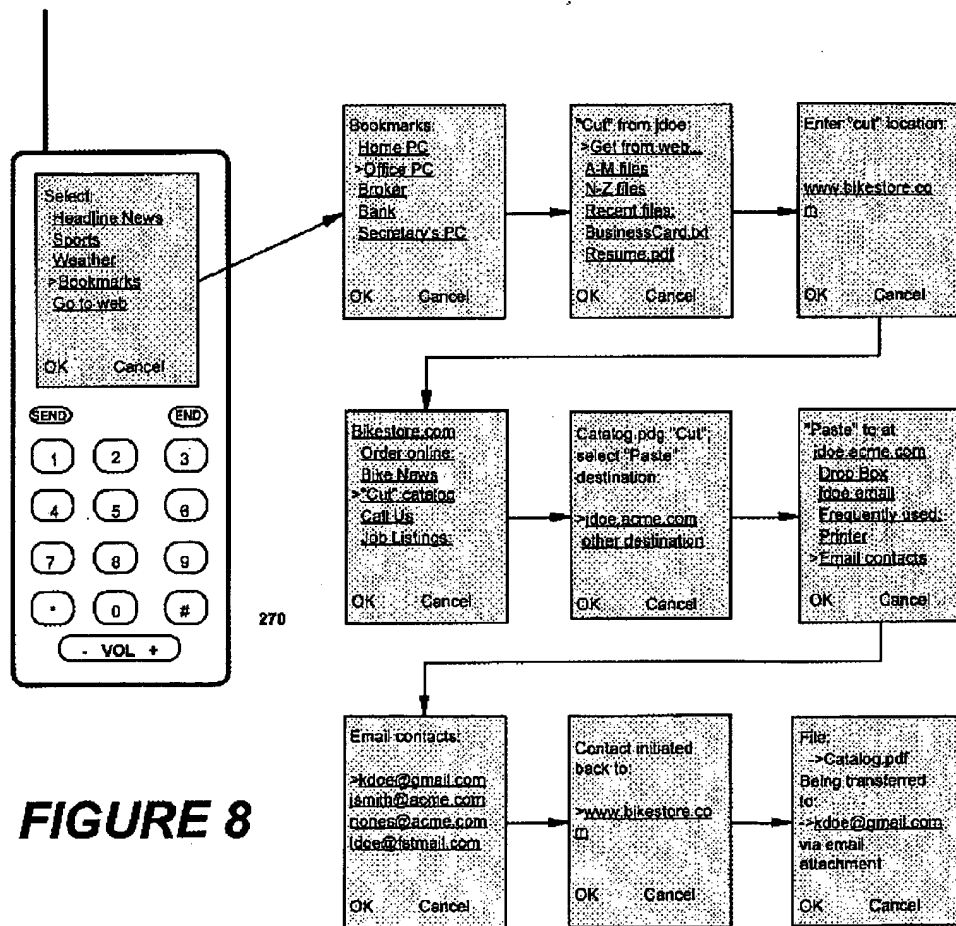 Select:
Headline News
Sports
Weather
>Bookmarks
Go to web
OK Cancel
SEND END
1 2 3
4 5 6
7 8 9
* 0 #
- VOL +
270
Bookmarks:
Home PC
>Office PC
Broker
Bank
Secretary's PC
OK Cancel
"Cut" from jdoe:
>Get from web...
A-M files
N-Z files
Recent files:
BusinessCard.txt
Resume.pdf
OK Cancel
Enter "cut" location:
www.bikestore.co
m
OK Cancel
Bikestore.com
Order online:
Bike News
>"Cut" catalog
Call Us
Job Listings:
OK Cancel
Catalog.pdg "Cut";
select "Paste"
destination:
>jdoe.acme.com
other destination
OK Cancel
"Paste" to at
jdoe.acme.com
Drop Box
jdoe email
Frequently used:
Printer
>Email contacts
OK Cancel
Email contacts:
>kdoe@gmail.com
jsmith@acme.com
OK Cancel
Contact initiated
back to:
>www.bikestore.co
m
OK Cancel
File:
->Catalog.pdf
Being transferred
to:
->kdoe@gmail.com
via email
attachment
OK Cancel
FIGURE 8